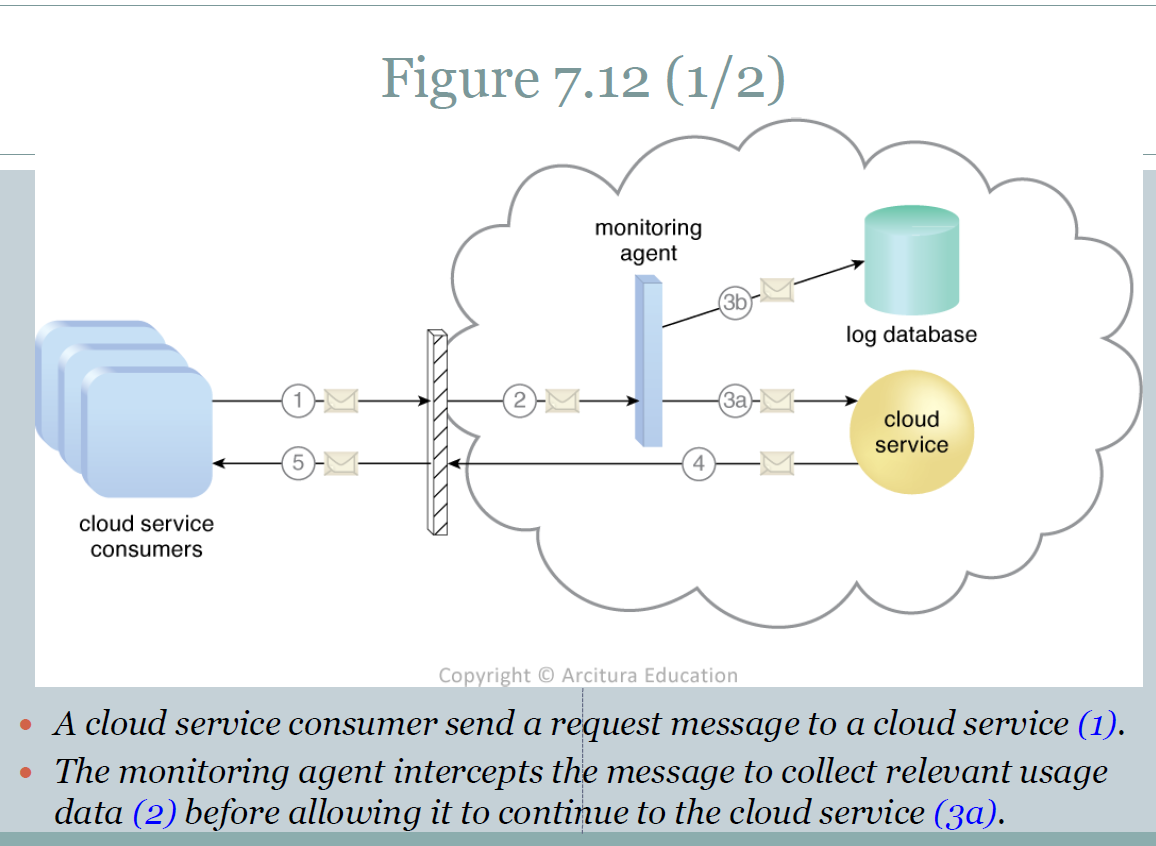 Figure 7.12 (1/2)
monitoring
agent
3b
log database
1
2
3a
cloud
service
5
4
cloud service
consumers
Copyright © Arcitura Education
• A cloud service consumer send a request message to a cloud service (1).
• The monitoring agent intercepts the message to collect relevant usage
data (2) before allowing it to continue to the cloud service (3a).